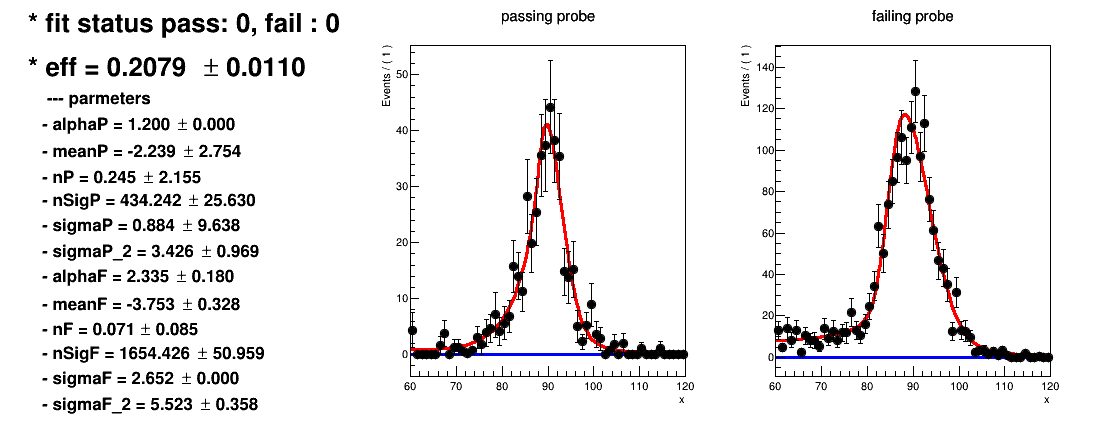 * fit status pass: 0, fail : 0
* eff = 0.2079 ± 0.0110
--- parmeters
- alphaP = 1.200 ± 0.000
- meanP = -2.239 ± 2.754
- nP = 0.245 ± 2.155
- nSigP = 434.242 ± 25.630
- sigmaP = 0.884 ± 9.638
- sigmaP_2 = 3.426 ± 0.969
- alphaF = 2.335 ± 0.180
- meanF = -3.753 ± 0.328
- nF = 0.071 ± 0.085
- nSigF = 1654.426 ± 50.959
- sigmaF = 2.652 ± 0.000
- sigmaF_2 = 5.523 ± 0.358
passing probe
Events / ( 1 )
50
40
30
20
10
0
60 70 80 90 100 110 120
x
failing probe
Events / ( 1 )
140
120
100
80
60
40
20
0
60 70 80 90 100 110 120
x